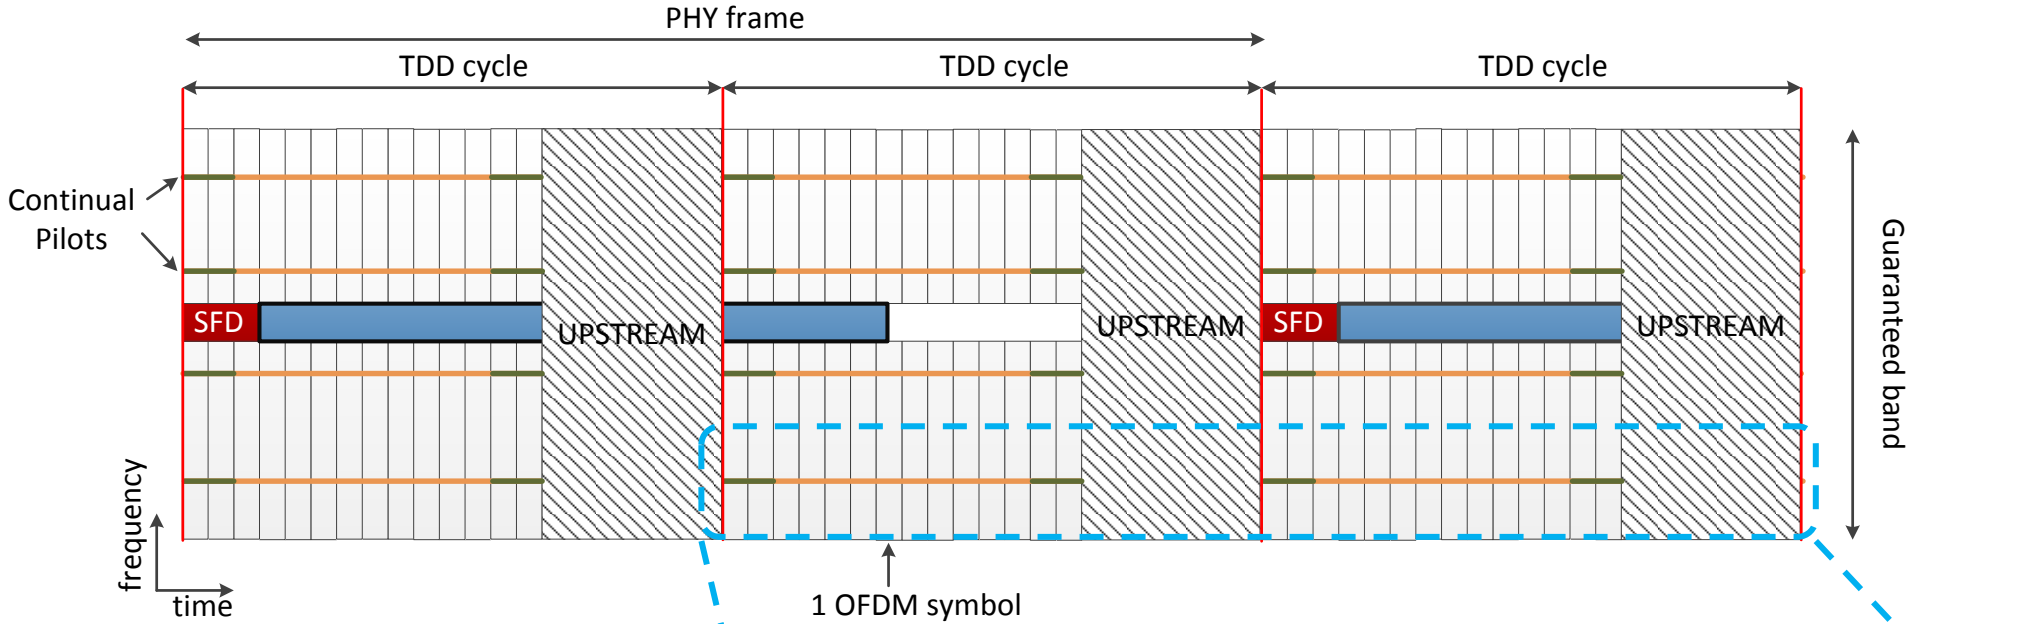 PHY frame
TDD cycle
TDD cycle
TDD cycle
Continual
Pilots
SFD
UPSTREAM
UPSTREAM
SFD
UPSTREAM
Guaranteed band
frequency
time
1 OFDM symbol